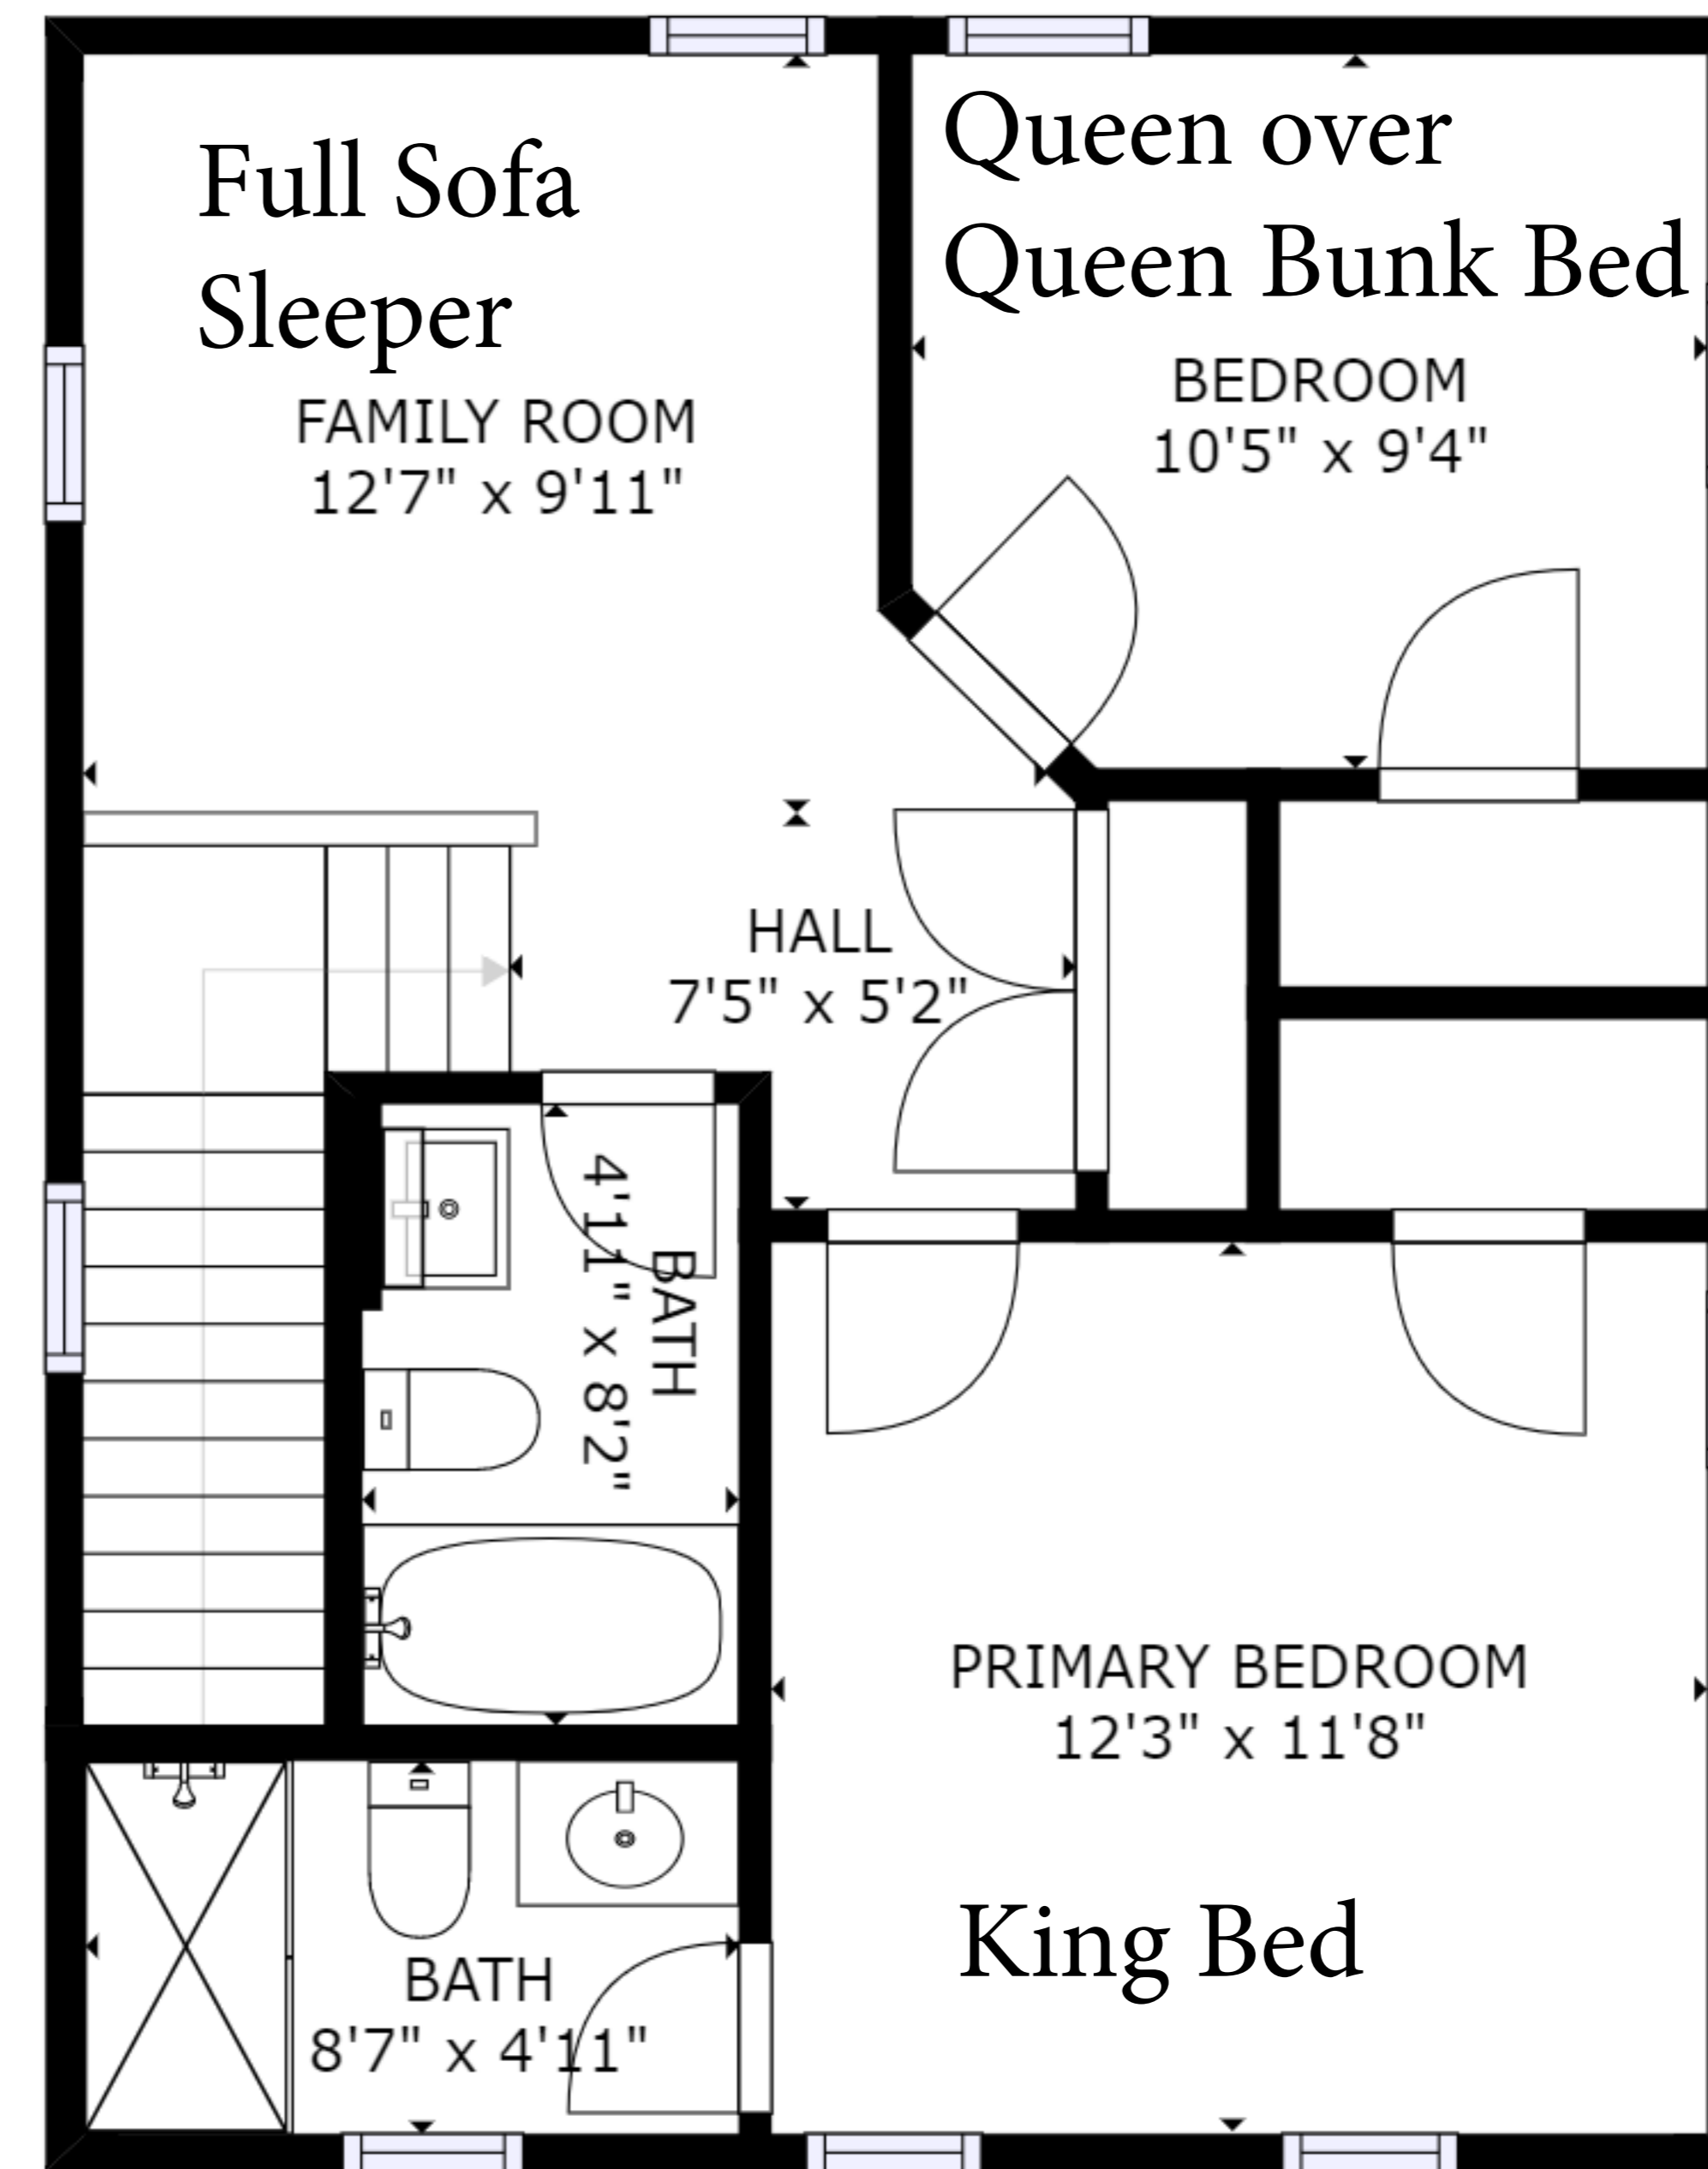 Full Sofa
Sleeper
FAMILY ROOM
12'7" x 9'11"
Queen over
Queen Bunk Bed
BEDROOM
10'5" x 9'4"
HALL
7'5" x 5'2"
BATH
4'11" x 8'2"
PRIMARY BEDROOM
12'3" x 11'8"
King Bed
BATH
8'7" x 4'11"